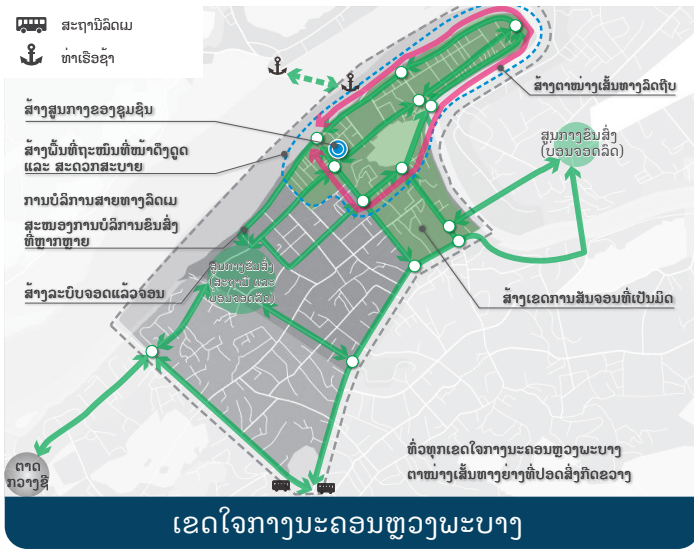 ສະຖານີລົດເມ
ທ່າເຮືອຊ້າ
ສ້າງສູນກາງຂອງຊຸມຊົນ
ສ້າງພື້ນທີ່ຖະໜົນທີ່ໜ້າດຶງດູດ
ແລະ ສະດວກສະບາຍ
ການບໍລິການສາຍທາງລົດເມ
ສະໜອງການບໍລິການຂົນສົ່ງ
ທີ່ຫຼາກຫຼາຍ
ສ້າງລະບົບຈອດແລ້ວຈອນ
ສ້າງຕາໜ່າງເສັ້ນທາງລົດຖີບ
ສູນກາງຂົນສົ່ງ
(ບ່ອນຈອດລົດ)
ສູນກາງຂົນສົ່ງ
(ສະຖານີ ແລະ
ບ່ອນຈອດລົດ)
ສ້າງເຂດການສັນຈອນທີ່ເປັນມິດ
ຕາດ
ກວາງຊີ
ທົ່ວທຸກເຂດໃຈກາງນະຄອນຫຼວງພະບາງ
ຕາໜ່າງເສັ້ນທາງຍ່າງທີ່ປອດສິ່ງກີດຂວາງ
ເຂດໃຈກາງນະຄອນຫຼວງພະບາງ